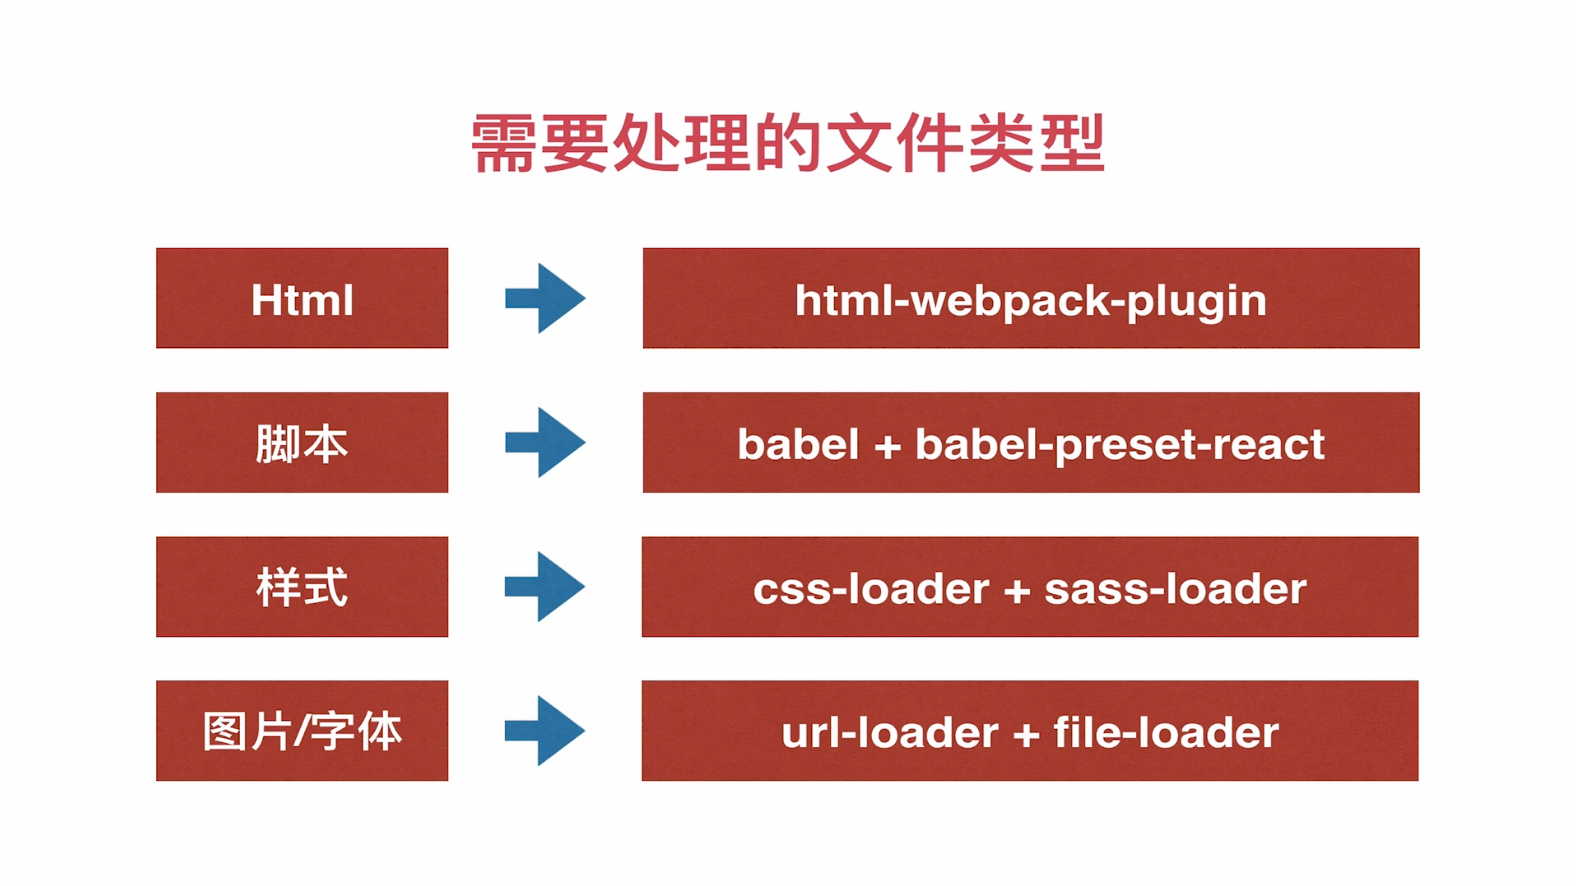 需要处理的文件类型
Html
html-webpack-plugin
脚本
babel + babel-preset-react
样式
css-loader + sass-loader
图片/字体
url-loader + file-loader